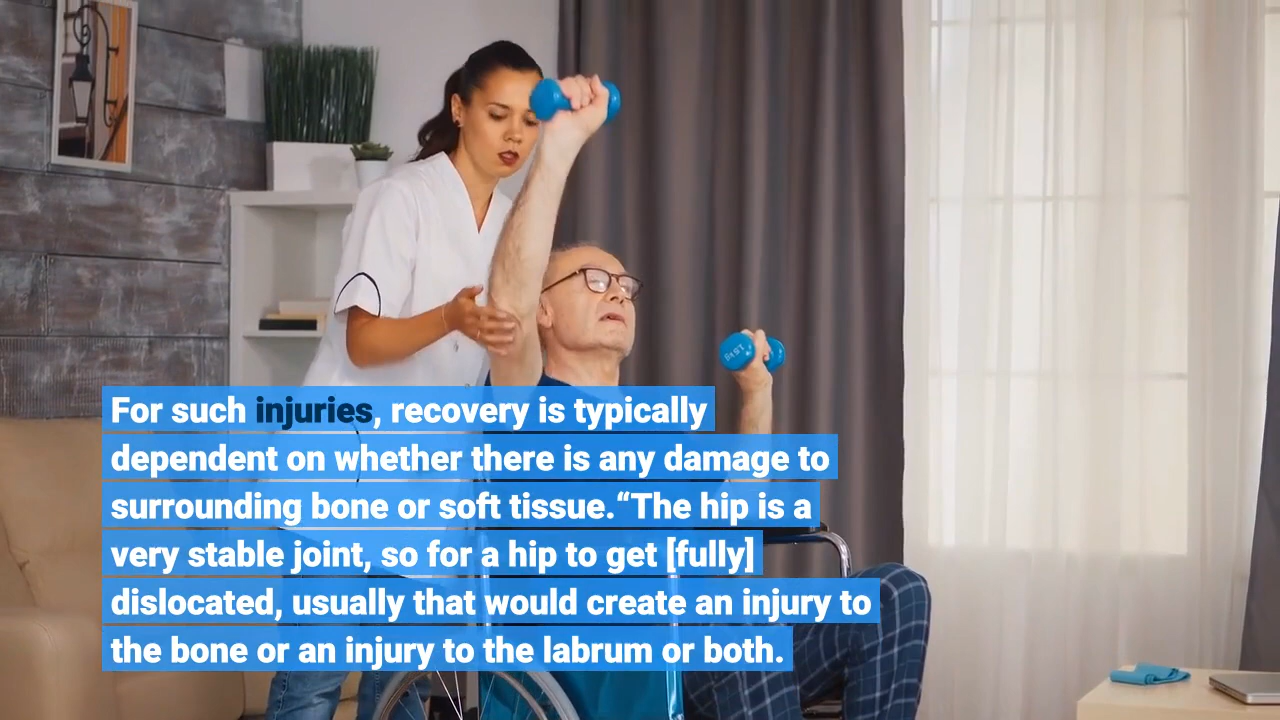 For such injuries, recovery is typically
dependent on whether there is any damage to
surrounding bone or soft tissue.“The hip is a
very stable joint, so for a hip to get [fully]
dislocated, usually that would create an injury to
the bone or an injury to the labrum or both.